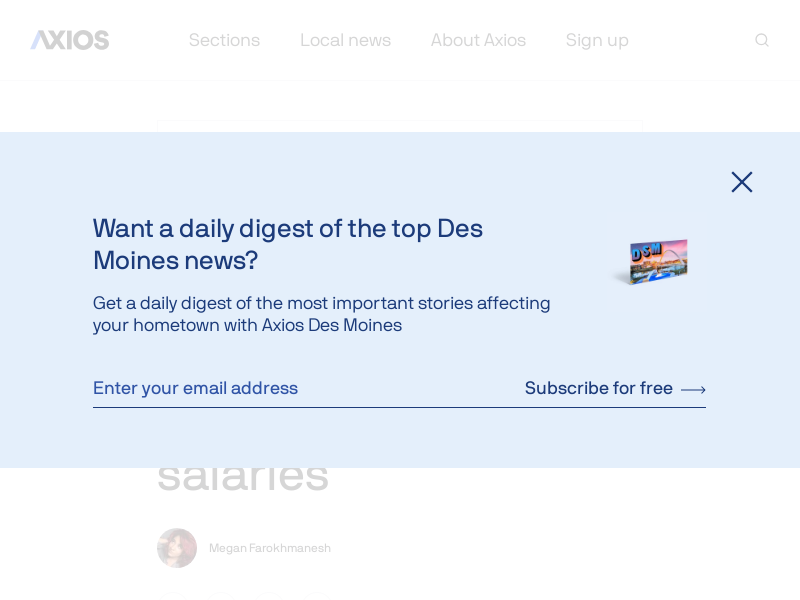 AXIOS
Sections
Local news
About Axios
Sign up
Want a daily digest of the top Des
Moines news?
DSM
Get a daily digest of the most important stories affecting
your hometown with Axios Des Moines
Enter your email address
Subscribe for free
salaries
Megan Farokhmanesh